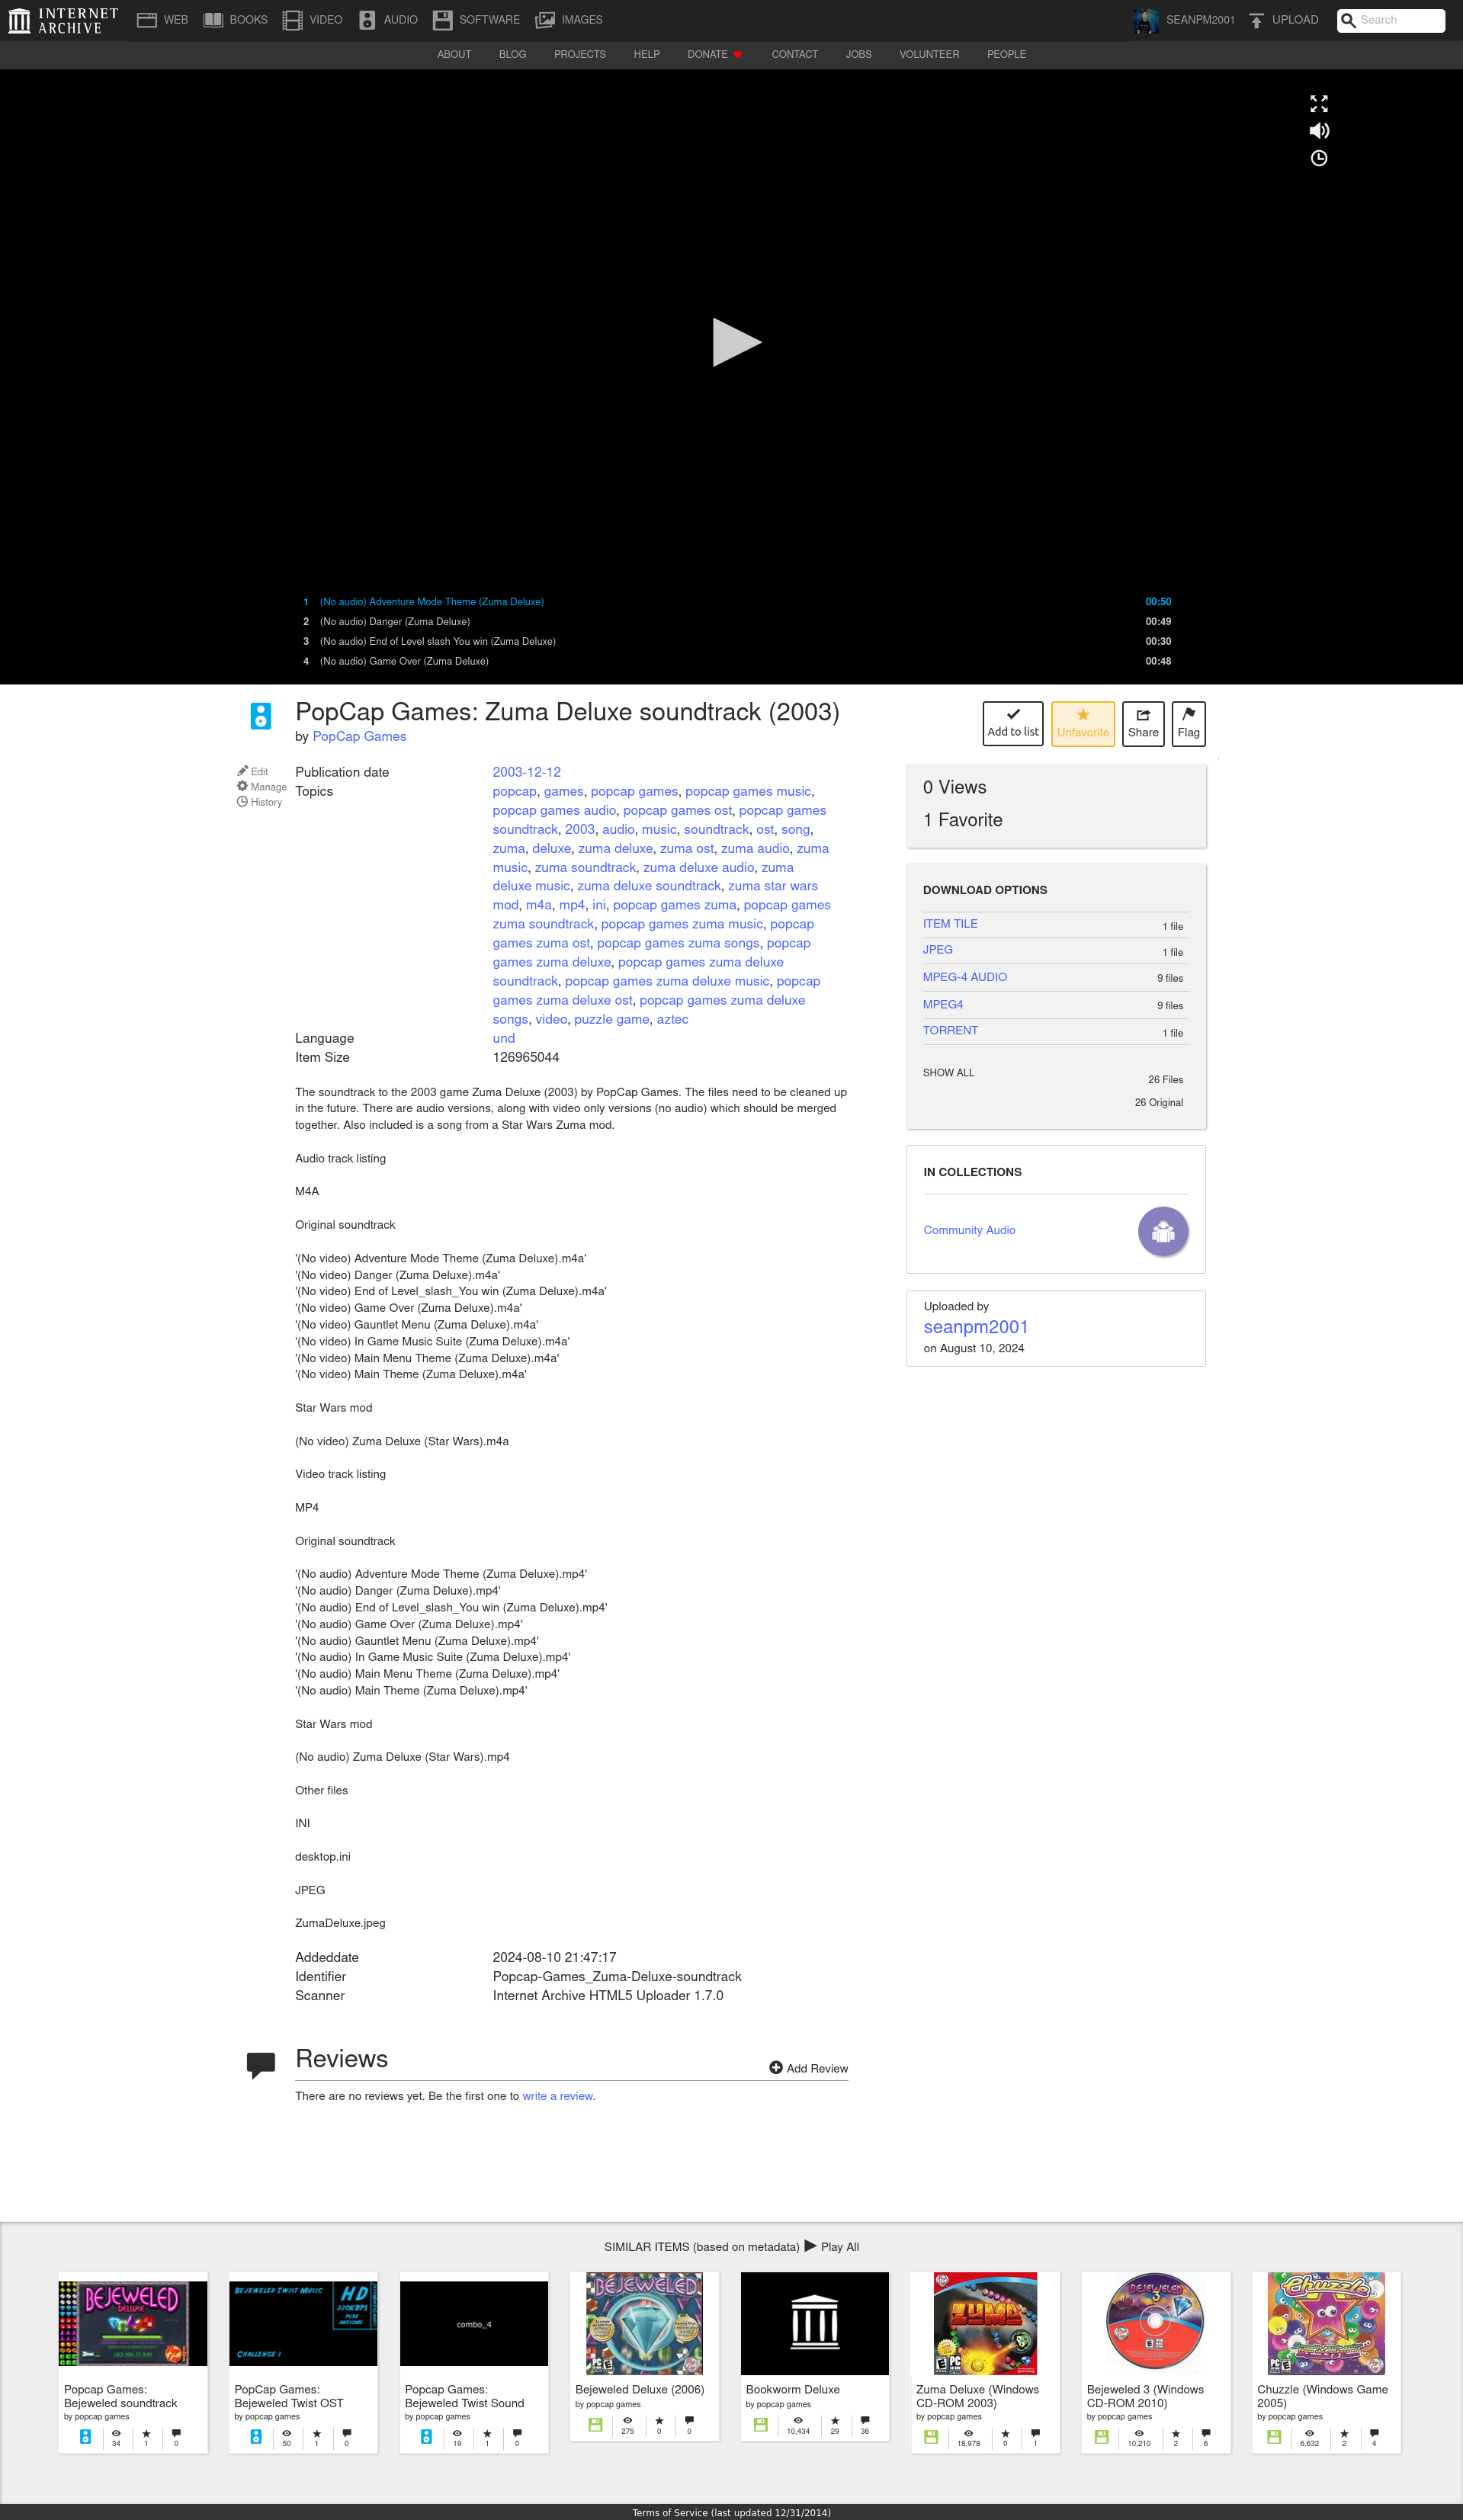 INTERNET ARCHIVE WEB BOOKS VIDEO AUDIO SOFTWARE IMAGES SEANPM2001 UPLOAD Search
ABOUT BLOG PROJECTS HELP DONATE CONTACT JOBS VOLUNTEER PEOPLE
1 (No audio) Adventure Mode Theme (Zuma Deluxe) 00:50
2 (No audio) Danger (Zuma Deluxe) 00:49
3 (No audio) End of Level slash You win (Zuma Deluxe) 00:30
4 (No audio) Game Over (Zuma Deluxe) 00:48
PopCap Games: Zuma Deluxe soundtrack (2003)
by PopCap Games
Add to list
Unfavorite
Share
Flag
Edit
Manage
History
Publication date 2003-12-12
Topics popcap, games, popcap games, popcap games music,
popcap games audio, popcap games ost, popcap games
soundtrack, 2003, audio, music, soundtrack, ost, song,
zuma, deluxe, zuma deluxe, zuma ost, zuma audio, zuma
music, zuma soundtrack, zuma deluxe audio, zuma
deluxe music, zuma deluxe soundtrack, zuma star wars
mod, m4a, mp4, ini, popcap games zuma, popcap games
zuma soundtrack, popcap games zuma music, popcap
games zuma ost, popcap games zuma songs, popcap
games zuma deluxe, popcap games zuma deluxe
soundtrack, popcap games zuma deluxe music, popcap
games zuma deluxe ost, popcap games zuma deluxe
songs, video, puzzle game, aztec
Language und
Item Size 126965044
The soundtrack to the 2003 game Zuma Deluxe (2003) by PopCap Games. The files need to be cleaned up
in the future. There are audio versions, along with video only versions (no audio) which should be merged
together. Also included is a song from a Star Wars Zuma mod.
Audio track listing
M4A
Original soundtrack
'(No video) Adventure Mode Theme (Zuma Deluxe).m4a'
'(No video) Danger (Zuma Deluxe).m4a'
'(No video) End of Level_slash_You win (Zuma Deluxe).m4a'
'(No video) Game Over (Zuma Deluxe).m4a'
'(No video) Gauntlet Menu (Zuma Deluxe).m4a'
'(No video) In Game Music Suite (Zuma Deluxe).m4a'
'(No video) Main Menu Theme (Zuma Deluxe).m4a'
'(No video) Main Theme (Zuma Deluxe).m4a'
Star Wars mod
(No video) Zuma Deluxe (Star Wars).m4a
Video track listing
MP4
Original soundtrack
'(No audio) Adventure Mode Theme (Zuma Deluxe).mp4'
'(No audio) Danger (Zuma Deluxe).mp4'
'(No audio) End of Level_slash_You win (Zuma Deluxe).mp4'
'(No audio) Game Over (Zuma Deluxe).mp4'
'(No audio) Gauntlet Menu (Zuma Deluxe).mp4'
'(No audio) In Game Music Suite (Zuma Deluxe).mp4'
'(No audio) Main Menu Theme (Zuma Deluxe).mp4'
'(No audio) Main Theme (Zuma Deluxe).mp4'
Star Wars mod
(No audio) Zuma Deluxe (Star Wars).mp4
Other files
INI
desktop.ini
JPEG
ZumaDeluxe.jpeg
Addeddate 2024-08-10 21:47:17
Identifier Popcap-Games_Zuma-Deluxe-soundtrack
Scanner Internet Archive HTML5 Uploader 1.7.0
0 Views
1 Favorite
DOWNLOAD OPTIONS
ITEM TILE 1 file
JPEG 1 file
MPEG-4 AUDIO 9 files
MPEG4 9 files
TORRENT 1 file
SHOW ALL 26 Files
26 Original
IN COLLECTIONS
Community Audio
Uploaded by
seanpm2001
on August 10, 2024
Reviews
Add Review
There are no reviews yet. Be the first one to write a review.
SIMILAR ITEMS (based on metadata) Play All
BEJEWELED
DELUXE
Popcap Games:
Bejeweled soundtrack
by popcap games
34 1 0
BEJEWELED TWIST MUSIC
HD
320KBPS
PURE
AWESOME
CHALLENGE 1
PopCap Games:
Bejeweled Twist OST
by popcap games
50 1 0
combo_4
Popcap Games:
Bejeweled Twist Sound
by popcap games
19 1 0
BEJEWELED
PC
Bejeweled Deluxe (2006)
by popcap games
275 0 0
Bookworm Deluxe
by popcap games
10,434 29 36
ZUMA
PC
Zuma Deluxe (Windows
CD-ROM 2003)
by popcap games
18,978 0 1
BEJEWELED
3
Bejeweled 3 (Windows
CD-ROM 2010)
by popcap games
10,210 2 6
Chuzzle
PC
Chuzzle (Windows Game
2005)
by popcap games
6,632 2 4
Terms of Service (last updated 12/31/2014)